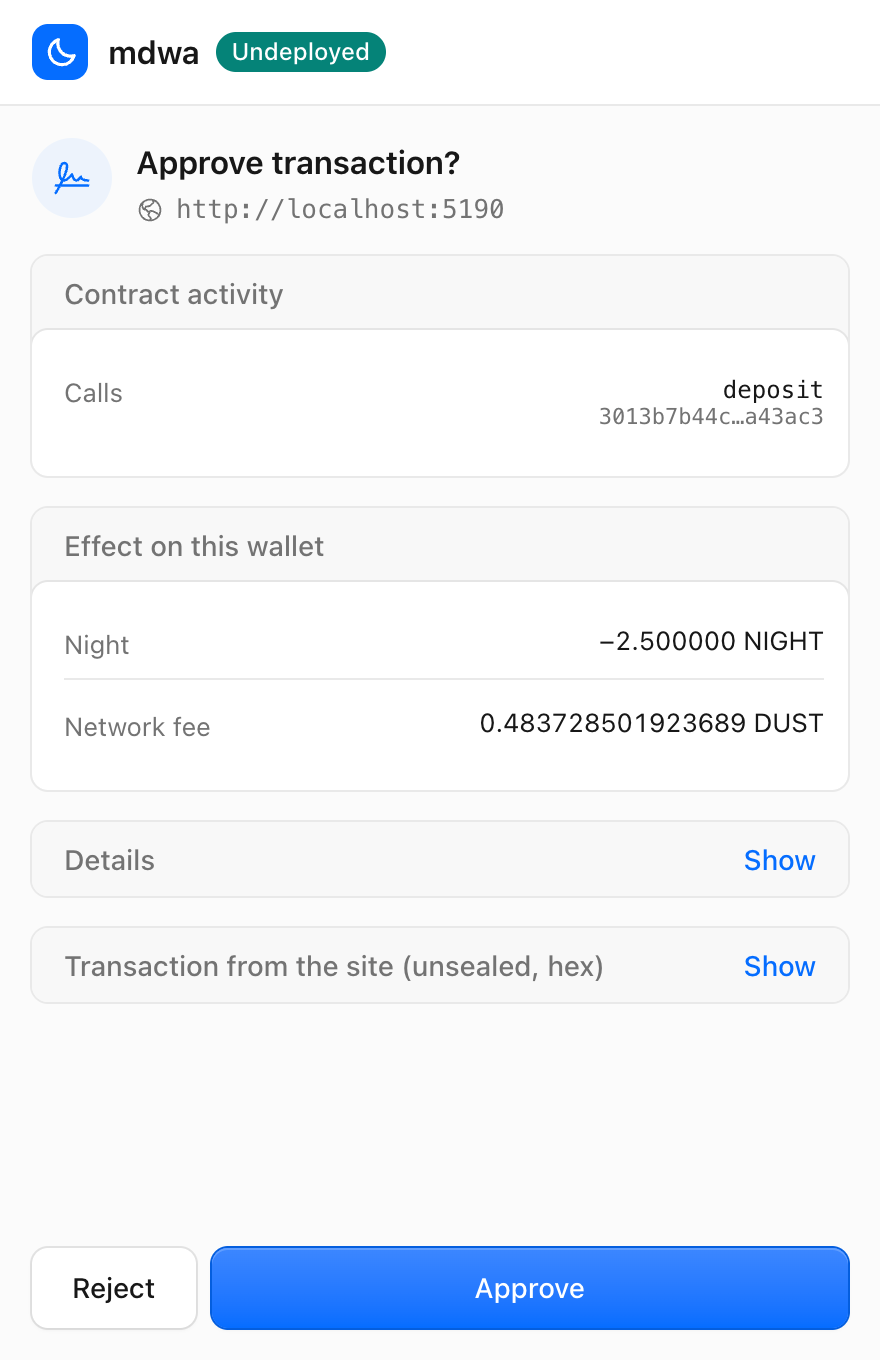 mdwa Undeployed
Approve transaction?
http://localhost:5190
Contract activity
Calls deposit
3013b7b44c…a43ac3
Effect on this wallet
Night −2.500000 NIGHT
Network fee 0.483728501923689 DUST
Details Show
Transaction from the site (unsealed, hex) Show
Reject Approve